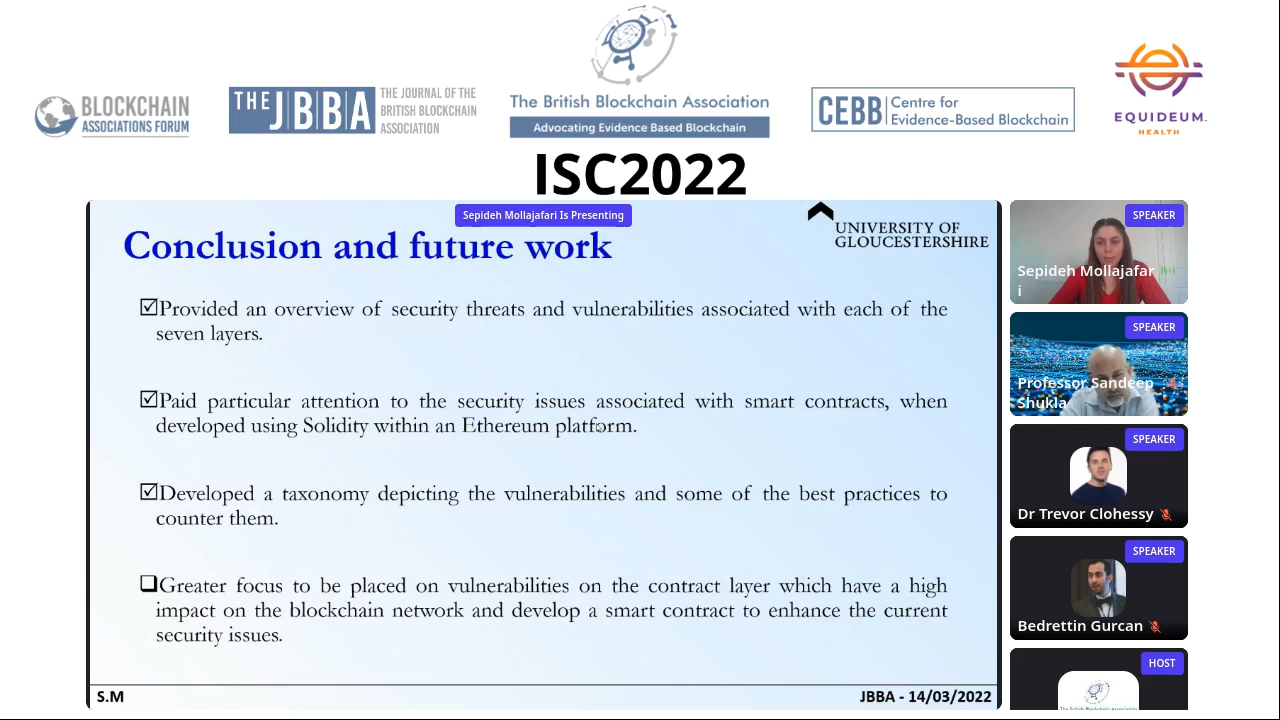 BLOCKCHAIN
ASSOCIATIONS FORUM
THE JBBA
THE JOURNAL OF THE
BRITISH BLOCKCHAIN
ASSOCIATION
The British Blockchain Association
Advocating Evidence Based Blockchain
CEBB
Centre for
Evidence-Based Blockchain
EQUIDEUM
HEALTH
ISC2022
Sepideh Mollajafari Is Presenting
UNIVERSITY OF
GLOUCESTERSHIRE
Conclusion and future work
☑Provided an overview of security threats and vulnerabilities associated with each of the
seven layers.
☑Paid particular attention to the security issues associated with smart contracts, when
developed using Solidity within an Ethereum platform.
☑Developed a taxonomy depicting the vulnerabilities and some of the best practices to
counter them.
❑Greater focus to be placed on vulnerabilities on the contract layer which have a high
impact on the blockchain network and develop a smart contract to enhance the current
security issues.
S.M
JBBA - 14/03/2022
SPEAKER
Sepideh Mollajafar
i
SPEAKER
Professor Sandeep
Shukla
SPEAKER
Dr Trevor Clohessy
SPEAKER
Bedrettin Gurcan
HOST
The British Blockchain Association